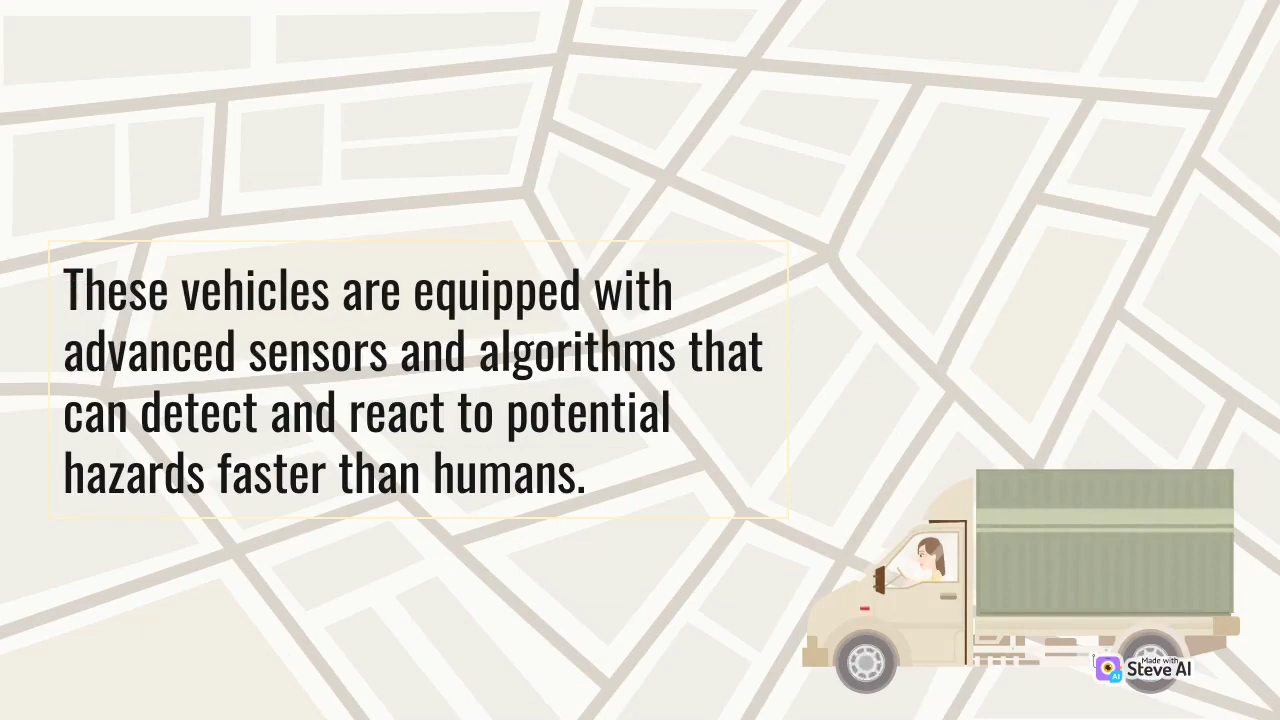 These vehicles are equipped with
advanced sensors and algorithms that
can detect and react to potential
hazards faster than humans.
Made with
Steve AI
AI